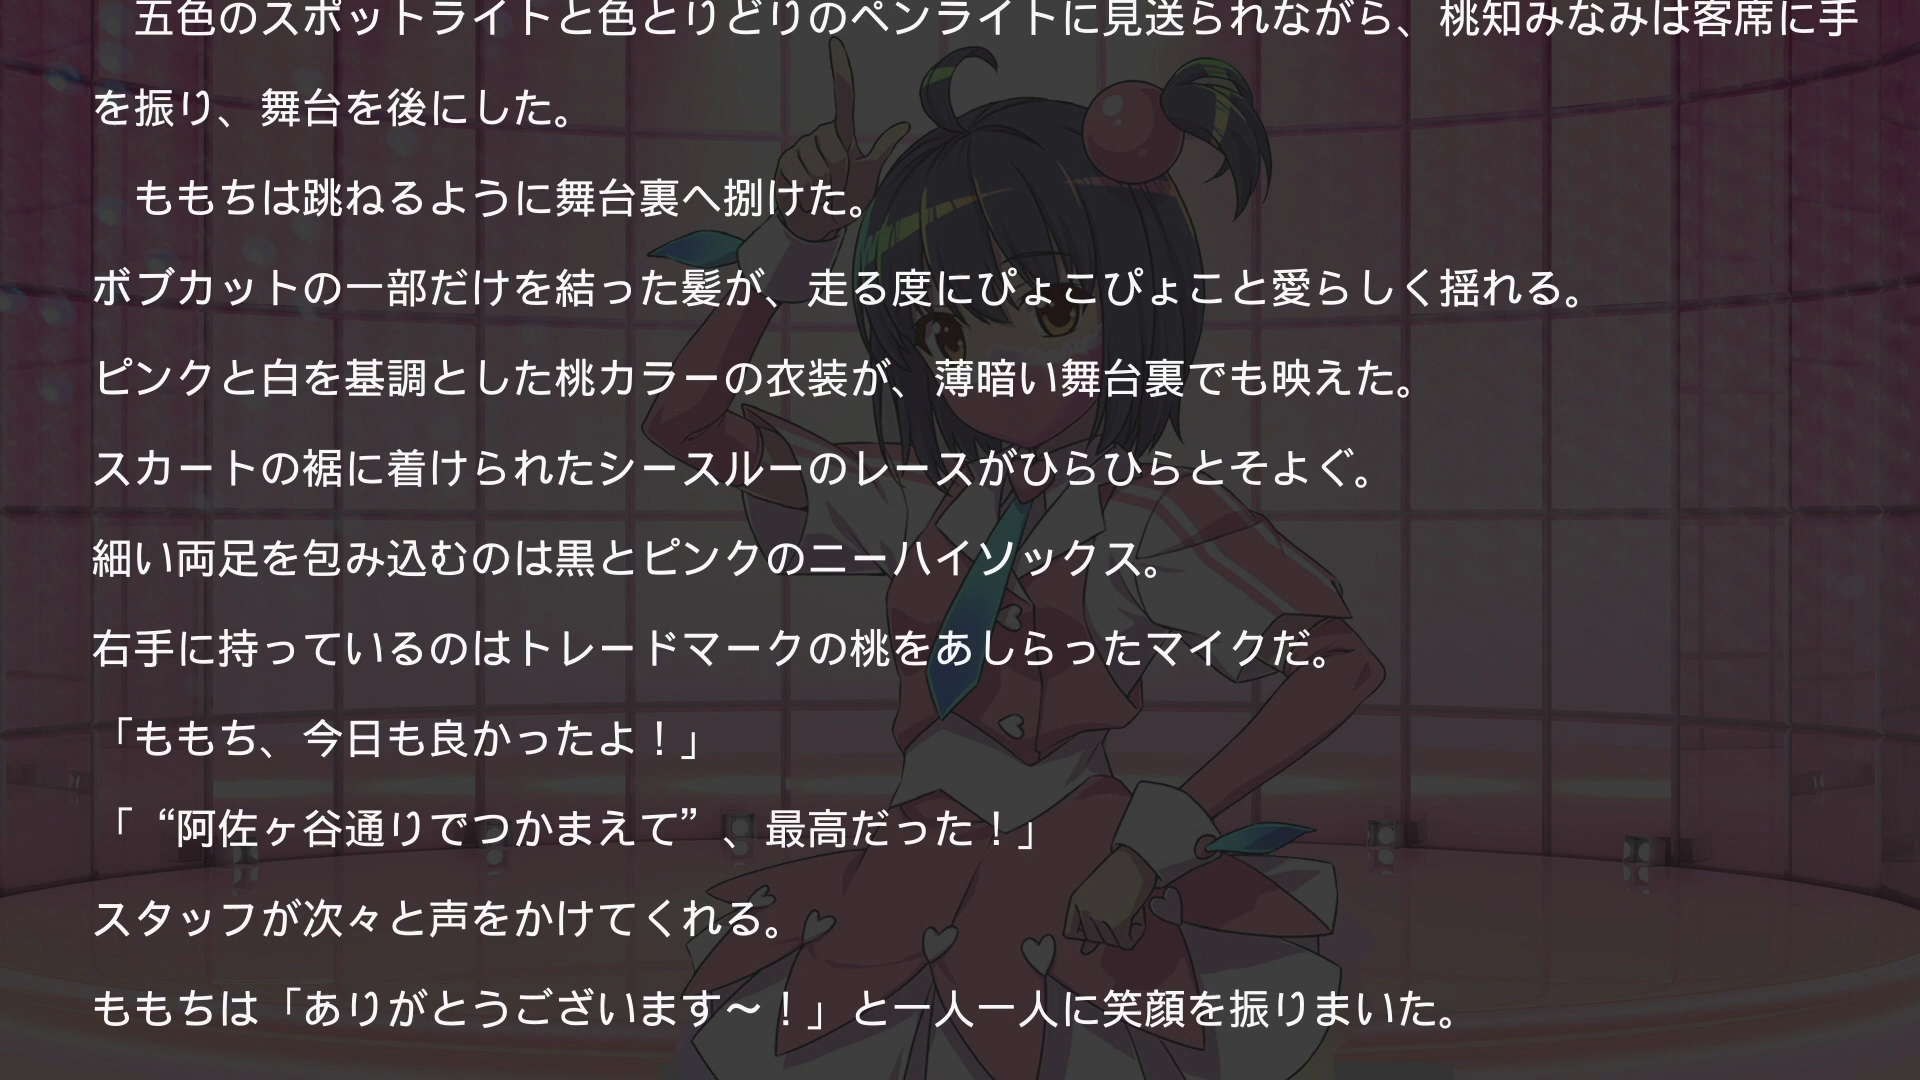 五色のスポットライトと色とりどりのペンライトに見送られながら、桃知みなみは客席に手
を振り、舞台を後にした。
　ももちは跳ねるように舞台裏へ捌けた。
ボブカットの一部だけを結った髪が、走る度にぴょこぴょこと愛らしく揺れる。
ピンクと白を基調とした桃カラーの衣装が、薄暗い舞台裏でも映えた。
スカートの裾に着けられたシースルーのレースがひらひらとそよぐ。
細い両足を包み込むのは黒とピンクのニーハイソックス。
右手に持っているのはトレードマークの桃をあしらったマイクだ。
「ももち、今日も良かったよ！」
「“阿佐ヶ谷通りでつかまえて”、最高だった！」
スタッフが次々と声をかけてくれる。
ももちは「ありがとうございます～！」と一人一人に笑顔を振りまいた。